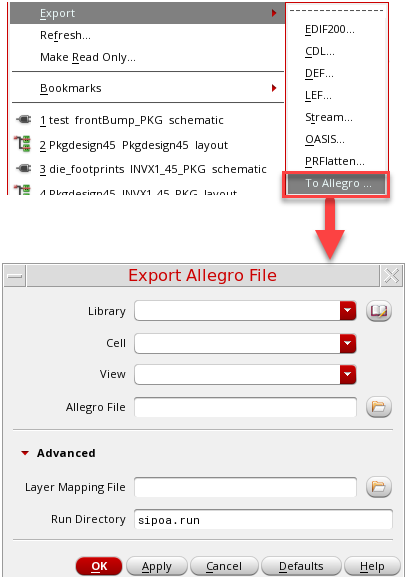 Export
Refresh...
Make Read Only...
Bookmarks
1 test frontBump_PKG schematic
2 Pkgdesign45 Pkgdesign45 layout
3 die_footprints INVX1_45_PKG schematic
4 Pkgdesign45 INVX1_45_PKG layout
EDIF200...
CDL...
DEF...
LEF...
Stream...
OASIS...
PRFlatten...
To Allegro ...
Export Allegro File
Library
Cell
View
Allegro File
Advanced
Layer Mapping File
Run Directory sipoa.run
OK Apply Cancel Defaults Help